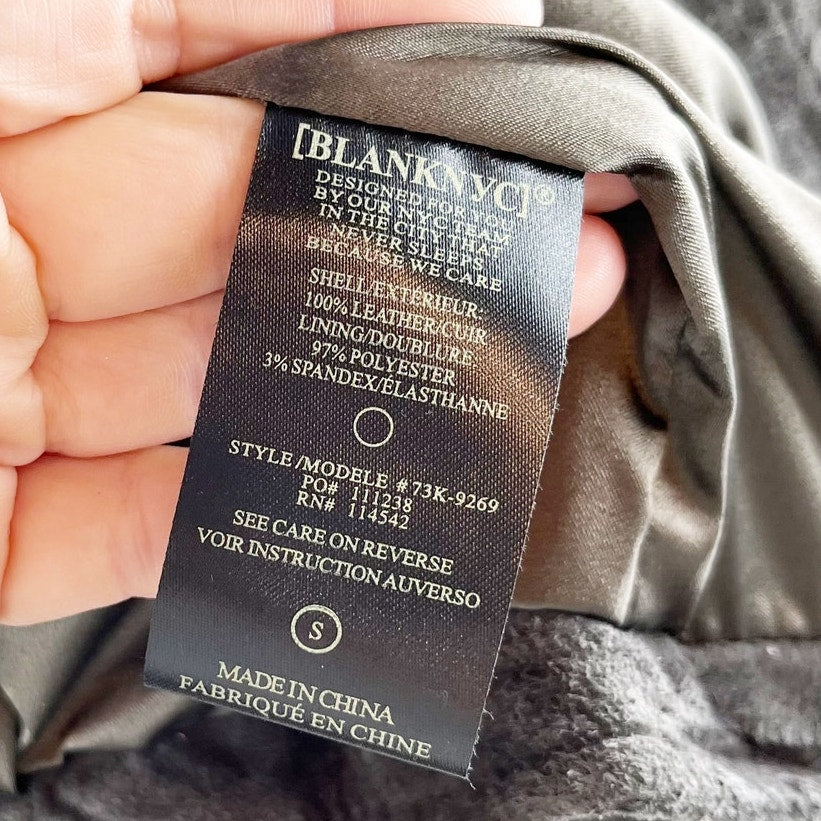 [BLANKNYC]®
DESIGNED FOR YOU
BY OUR NYC TEAM
IN THE CITY THAT
NEVER SLEEPS
BECAUSE WE CARE
SHELL/EXTERIEUR
100% LEATHER/CUIR
LINING/DOUBLURE
97% POLYESTER
3% SPANDEX/ÉLASTHANNE
STYLE/MODELE #73K-9269
PO# 111238
RN# 114542
SEE CARE ON REVERSE
VOIR INSTRUCTION AUVERSO
S
MADE IN CHINA
FABRIQUÉ EN CHINE